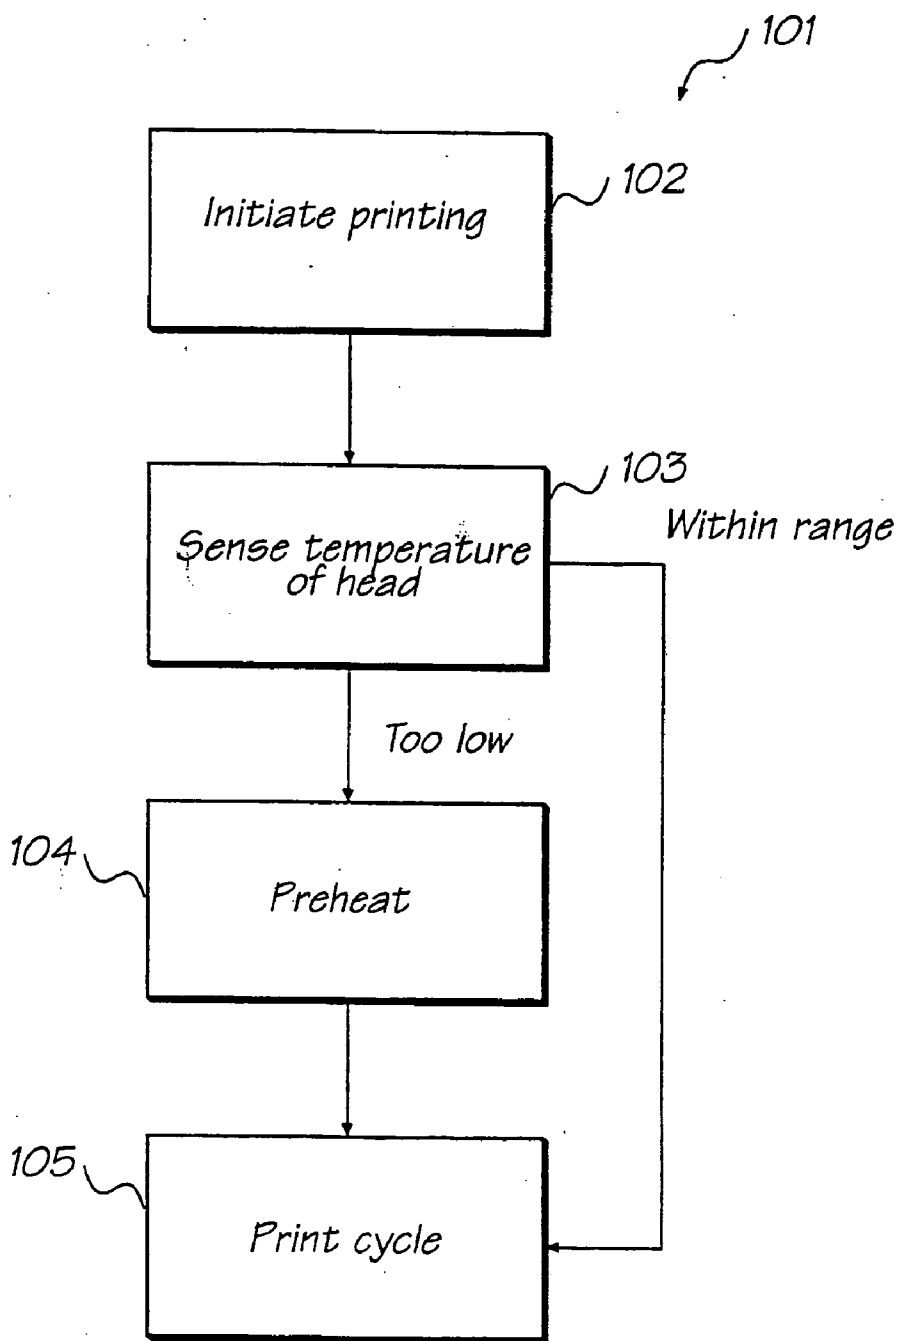 101
Initiate printing
102
Sense temperature
of head
103
Within range
Too low
104
Preheat
105
Print cycle